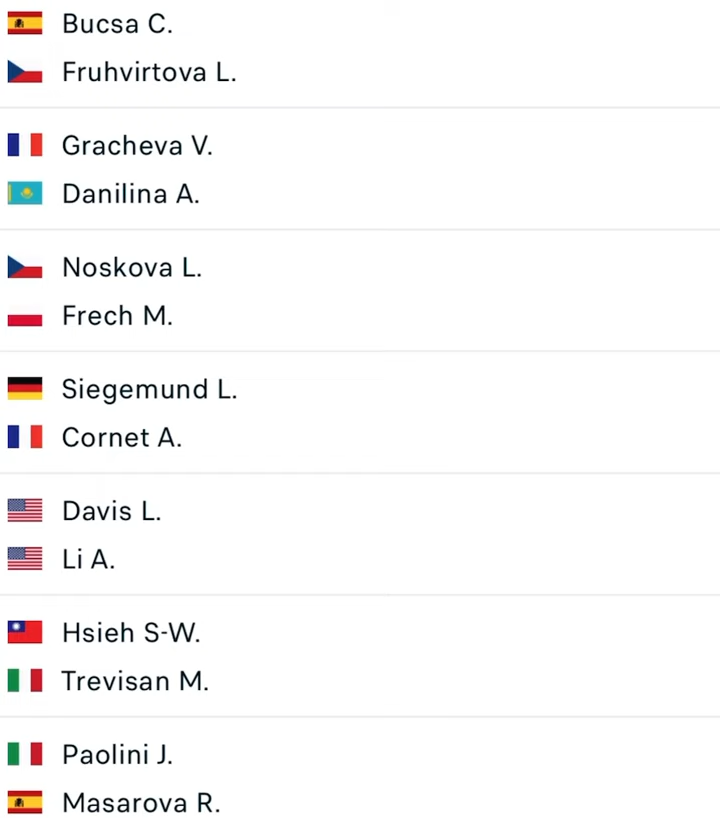 Bucsa C.
Fruhvirtova L.
Gracheva V.
Danilina A.
Noskova L.
Frech M.
Siegemund L.
Cornet A.
Davis L.
Li A.
Hsieh S-W.
Trevisan M.
Paolini J.
Masarova R.